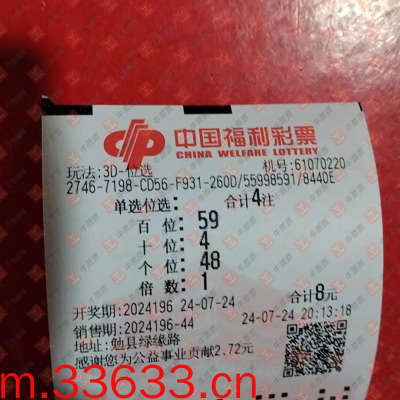 中国福利彩票
CHINA WELFARE LOTTERY
玩法:3D-位选 机号:61070220
2746-7198-CD56-F931-260D/55998591/8440E
单选位选: 合计4注
百位:59
十位:4
个位:48
倍数:1
开奖期:2024196 24-07-24 合计8元
销售期:2024196-44 24-07-24 20:13:18
地址:勉县绿缘路
感谢您为公益事业贡献2.72元
m.33633.cn